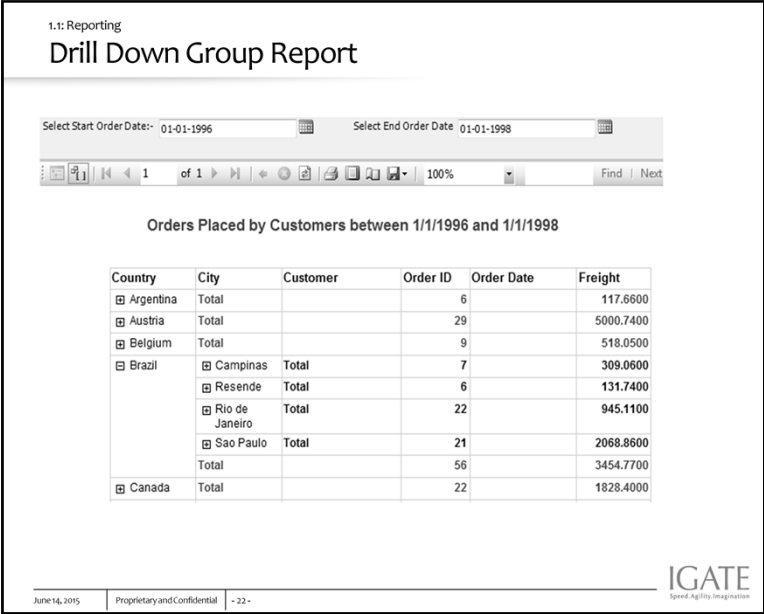 1.1: Reporting
Drill Down Group Report
Select Start Order Date:- 01-01-1996 Select End Order Date 01-01-1998
1 of 1 100% Find | Next
Orders Placed by Customers between 1/1/1996 and 1/1/1998
Country City Customer Order ID Order Date Freight
Argentina Total 6 117.6600
Austria Total 29 5000.7400
Belgium Total 9 518.0500
Brazil Campinas Total 7 309.0600
Resende Total 6 131.7400
Rio de Total 22 945.1100
Janeiro
Sao Paulo Total 21 2068.8600
Total 56 3454.7700
Canada Total 22 1828.4000
IGATE
Speed.Agility.Imagination
June 14, 2015 Proprietary and Confidential - 22 -